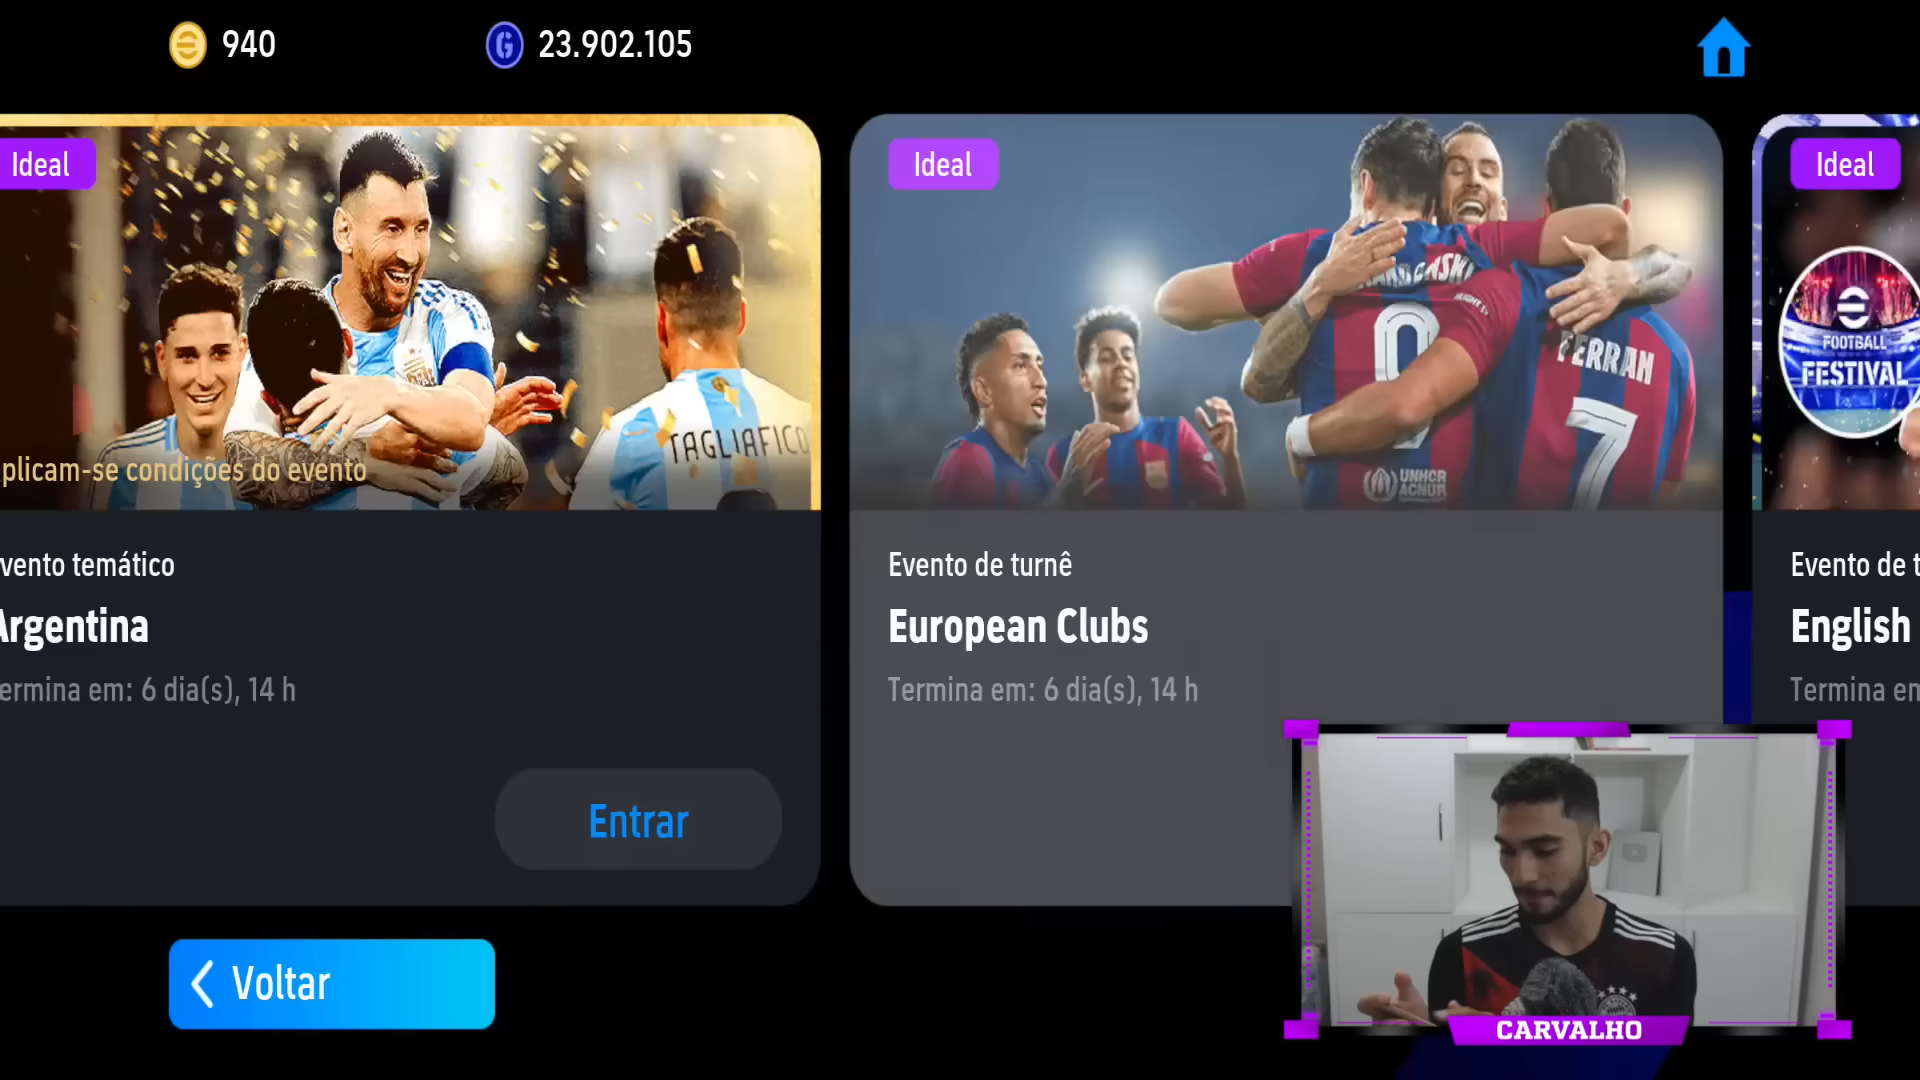 940
23.902.105
Ideal
TAGLIAFICO
plicam-se condições do evento
vento temático
Argentina
ermina em: 6 dia(s), 14 h
Entrar
Ideal
9
FERRAN
7
UNHCR
ACNUR
Evento de turnê
European Clubs
Termina em: 6 dia(s), 14 h
Ideal
FOOTBALL
FESTIVAL
Evento de t
English
Termina em
Voltar
CARVALHO